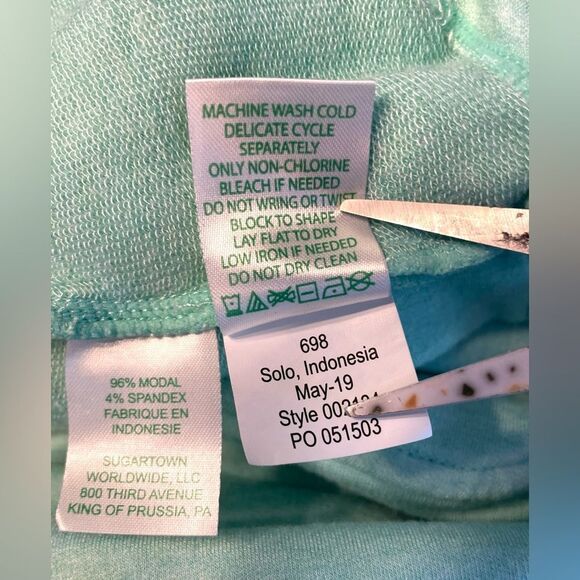 MACHINE WASH COLD
DELICATE CYCLE
SEPARATELY
ONLY NON-CHLORINE
BLEACH IF NEEDED
DO NOT WRING OR TWIST
BLOCK TO SHAPE
LAY FLAT TO DRY
LOW IRON IF NEEDED
DO NOT DRY CLEAN
698
Solo, Indonesia
May-19
Style
PO 051503
96% MODAL
4% SPANDEX
FABRIQUE EN
INDONESIE
SUGARTOWN
WORLDWIDE, LLC
800 THIRD AVENUE
KING OF PRUSSIA, PA